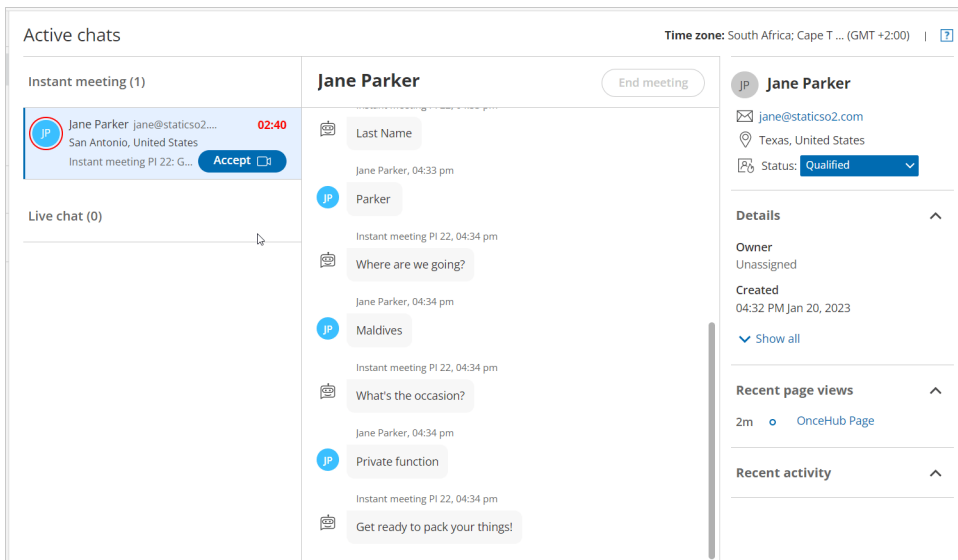 Active chats
Time zone: South Africa; Cape T ... (GMT +2:00) | ?
Instant meeting (1)
JP
Jane Parker jane@staticso2.... 02:40
San Antonio, United States
Instant meeting PI 22: G... Accept
Live chat (0)
Jane Parker
End meeting
Last Name
Jane Parker, 04:33 pm
JP
Parker
Instant meeting PI 22, 04:34 pm
Where are we going?
Jane Parker, 04:34 pm
JP
Maldives
Instant meeting PI 22, 04:34 pm
What's the occasion?
Jane Parker, 04:34 pm
JP
Private function
Instant meeting PI 22, 04:34 pm
Get ready to pack your things!
JP Jane Parker
jane@staticso2.com
Texas, United States
Status: Qualified
Details
Owner
Unassigned
Created
04:32 PM Jan 20, 2023
Show all
Recent page views
2m OnceHub Page
Recent activity